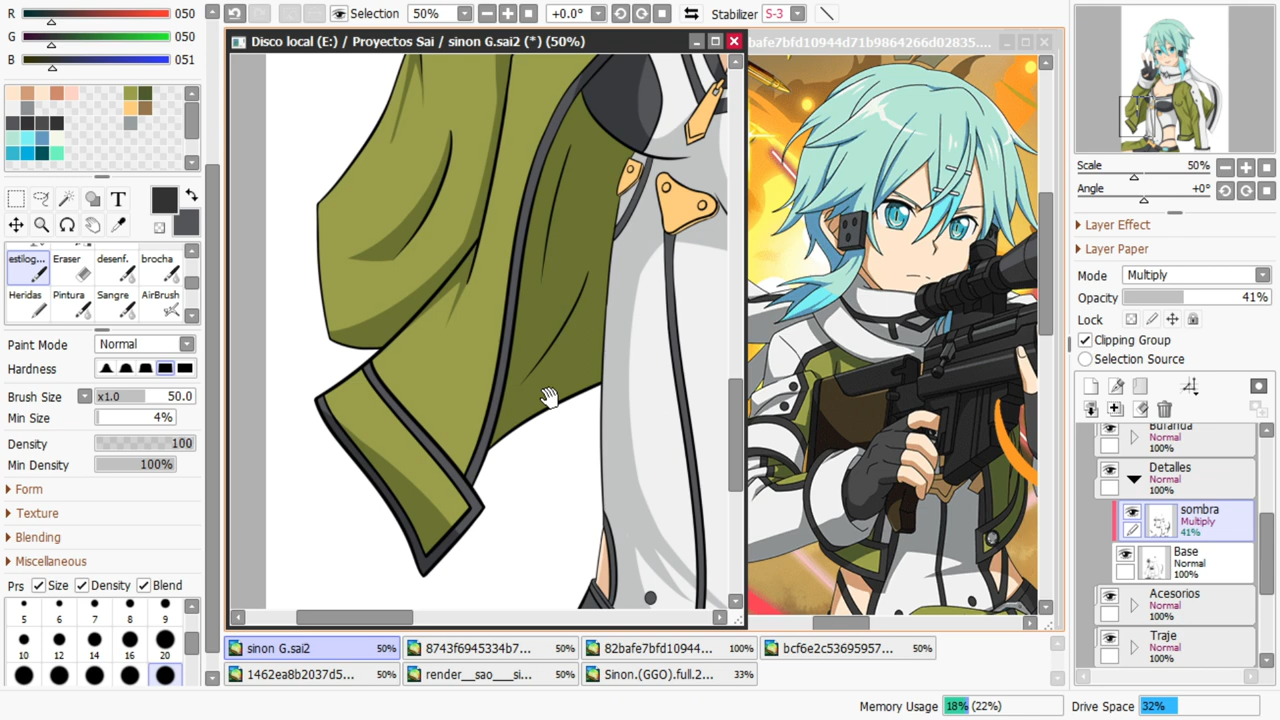 R 050
G 050
B 051
Selection 50% +0.0° Stabilizer S-3
Disco local (E:) / Proyectos Sai / sinon G.sai2 (*) (50%)
bafe7bfd10944d71b9864266d02835....
T
estilog... Eraser desenf. brocha
Heridas Pintura Sangre AirBrush
Paint Mode Normal
Hardness
Brush Size x1.0 50.0
Min Size 4%
Density 100
Min Density 100%
Form
Texture
Blending
Miscellaneous
Prs Size Density Blend
5 6 7 8 9
10 12 14 16 20
Scale 50%
Angle +0°
Layer Effect
Layer Paper
Mode Multiply
Opacity 41%
Lock
Clipping Group
Selection Source
Bufanda
Normal
100%
Detalles
Normal
100%
sombra
Multiply
41%
Base
Normal
100%
Acesorios
Normal
100%
Traje
Normal
100%
sinon G.sai2 50% 8743f6945334b7... 50% 82bafe7bfd10944... 100% bcf6e2c53695957... 50%
1462ea8b2037d5... 50% render__sao___si... 50% Sinon.(GGO).full.2... 33%
Memory Usage 18% (22%) Drive Space 32%